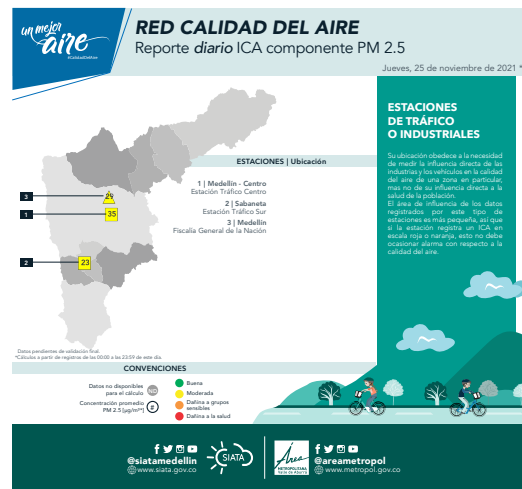 un mejor
aire
#CalidadDelAire
RED CALIDAD DEL AIRE
Reporte diario ICA componente PM 2.5
Jueves, 25 de noviembre de 2021 *
ESTACIONES | Ubicación
1 | Medellín - Centro
Estación Tráfico Centro
2 | Sabaneta
Estación Tráfico Sur
3 | Medellín
Fiscalía General de la Nación
3
1
35
2
23
ESTACIONES
DE TRÁFICO
O INDUSTRIALES
Su ubicación obedece a la necesidad
de medir la influencia directa de las
industrias y los vehículos en la calidad
del aire de una zona en particular,
mas no de su influencia directa a la
salud de la población.
El área de influencia de los datos
registrados por este tipo de
estaciones es más pequeña, así que
si la estación registra un ICA en
escala roja o naranja, esto no debe
ocasionar alarma con respecto a la
calidad del aire.
Datos pendientes de validación final.
*Cálculos a partir de registros de las 00:00 a las 23:59 de este día.
CONVENCIONES
Datos no disponibles
para el cálculo
ND
Concentración promedio
PM 2.5 [µg/m³*]
#
Buena
Moderada
Dañina a grupos
sensibles
Dañina a la salud
@siatamedellin
www.siata.gov.co
SIATA
Área
METROPOLITANA
Valle de Aburrá
@areametropol
www.metropol.gov.co